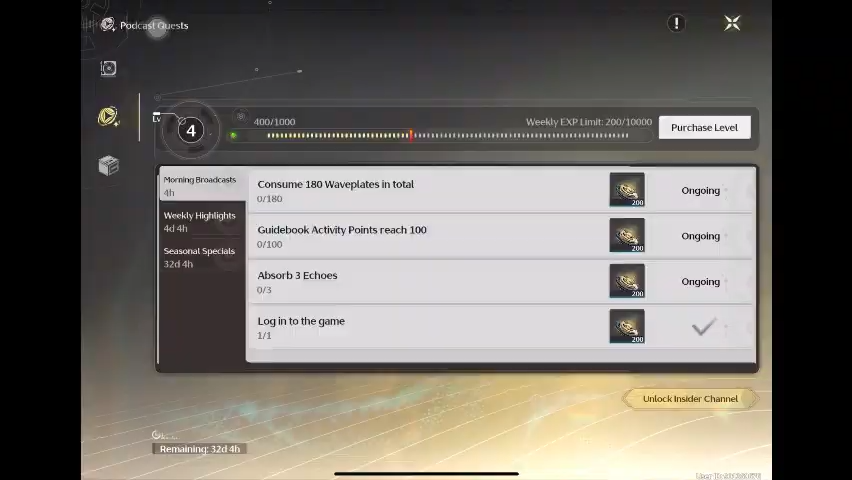 Podcast Quests
Lv
4
400/1000
Weekly EXP Limit: 200/10000
Purchase Level
Morning Broadcasts
4h
Weekly Highlights
4d 4h
Seasonal Specials
32d 4h
Consume 180 Waveplates in total
0/180
200
Ongoing
Guidebook Activity Points reach 100
0/100
200
Ongoing
Absorb 3 Echoes
0/3
200
Ongoing
Log in to the game
1/1
200
Unlock Insider Channel
Remaining: 32d 4h
User ID: